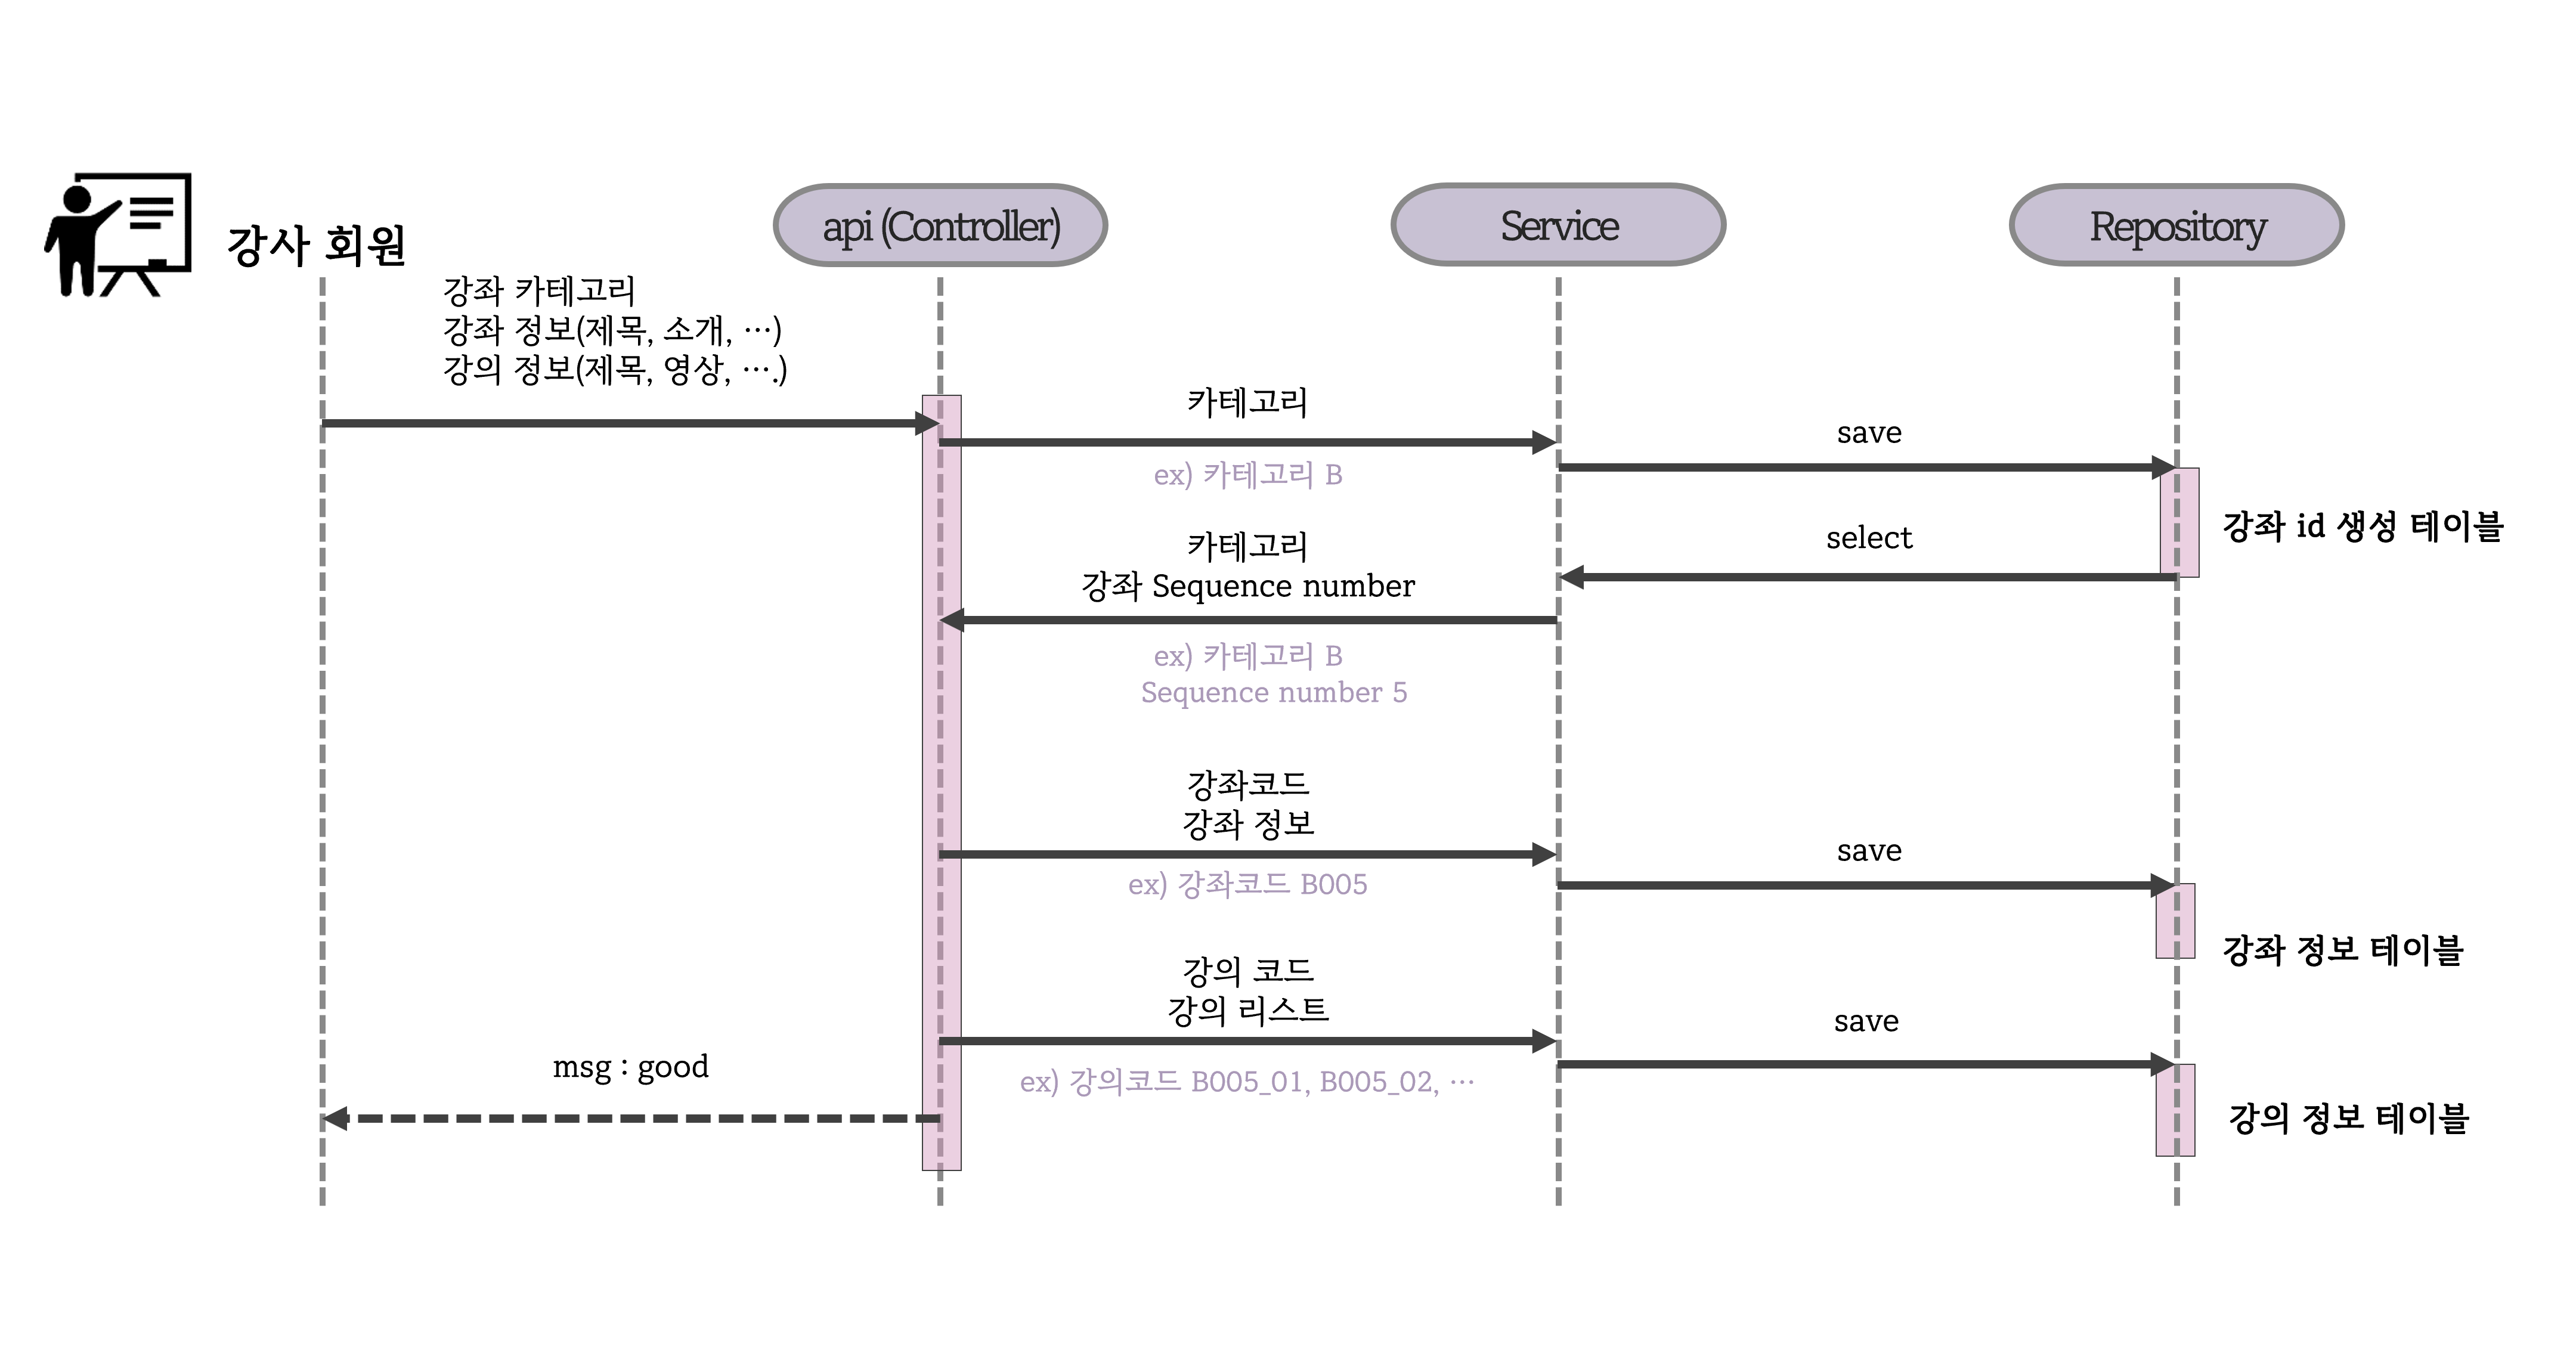 강사 회원
api (Controller)
Service
Repository
강좌 카테고리
강좌 정보(제목, 소개, …)
강의 정보(제목, 영상, ….)
카테고리
ex) 카테고리 B
save
강좌 id 생성 테이블
select
카테고리
강좌 Sequence number
ex) 카테고리 B
Sequence number 5
강좌코드
강좌 정보
ex) 강좌코드 B005
save
강좌 정보 테이블
강의 코드
강의 리스트
ex) 강의코드 B005_01, B005_02, …
save
강의 정보 테이블
msg : good